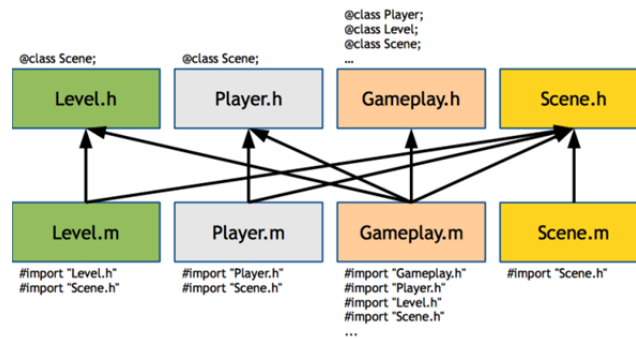 @class Player;
@class Level;
@class Scene;
...
@class Scene;
@class Scene;
Level.h
Player.h
Gameplay.h
Scene.h
Level.m
Player.m
Gameplay.m
Scene.m
#import "Level.h"
#import "Scene.h"
#import "Player.h"
#import "Scene.h"
#import "Gameplay.h"
#import "Player.h"
#import "Level.h"
#import "Scene.h"
...
#import "Scene.h"